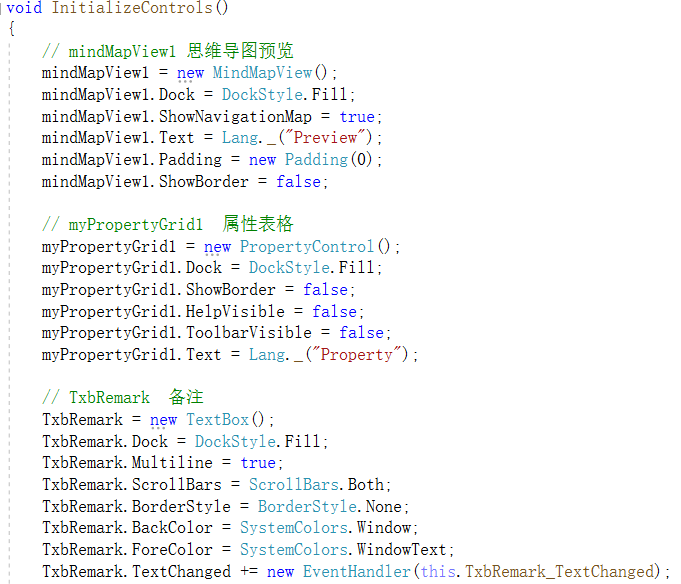 void InitializeControls()
{
    // mindMapView1 思维导图预览
    mindMapView1 = new MindMapView();
    mindMapView1.Dock = DockStyle.Fill;
    mindMapView1.ShowNavigationMap = true;
    mindMapView1.Text = Lang._("Preview");
    mindMapView1.Padding = new Padding(0);
    mindMapView1.ShowBorder = false;

    // myPropertyGrid1  属性表格
    myPropertyGrid1 = new PropertyControl();
    myPropertyGrid1.Dock = DockStyle.Fill;
    myPropertyGrid1.ShowBorder = false;
    myPropertyGrid1.HelpVisible = false;
    myPropertyGrid1.ToolbarVisible = false;
    myPropertyGrid1.Text = Lang._("Property");

    // TxbRemark  备注
    TxbRemark = new TextBox();
    TxbRemark.Dock = DockStyle.Fill;
    TxbRemark.Multiline = true;
    TxbRemark.ScrollBars = ScrollBars.Both;
    TxbRemark.BorderStyle = BorderStyle.None;
    TxbRemark.BackColor = SystemColors.Window;
    TxbRemark.ForeColor = SystemColors.WindowText;
    TxbRemark.TextChanged += new EventHandler(this.TxbRemark_TextChanged);